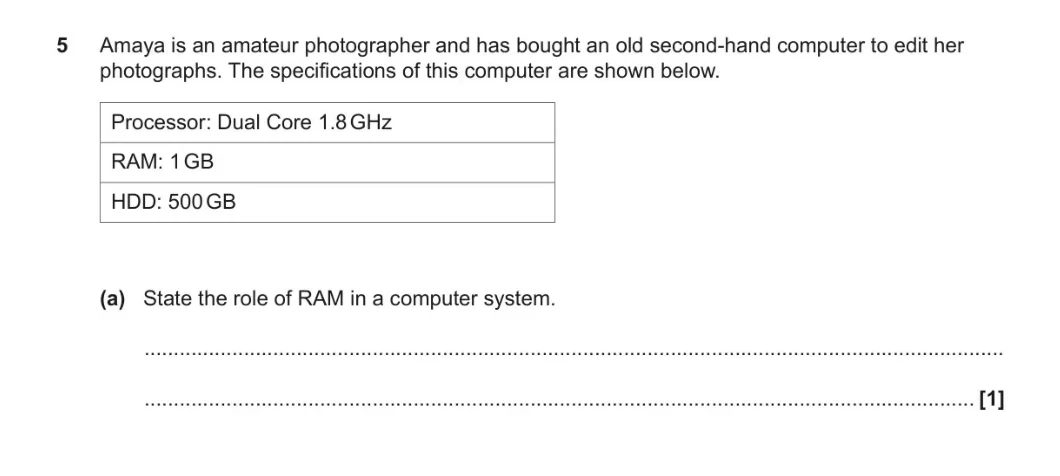 5 Amaya is an amateur photographer and has bought an old second-hand computer to edit her
photographs. The specifications of this computer are shown below.
Processor: Dual Core 1.8 GHz
RAM: 1 GB
HDD: 500 GB
(a) State the role of RAM in a computer system.
...................................................................................................................................................
.............................................................................................................................................. [1]